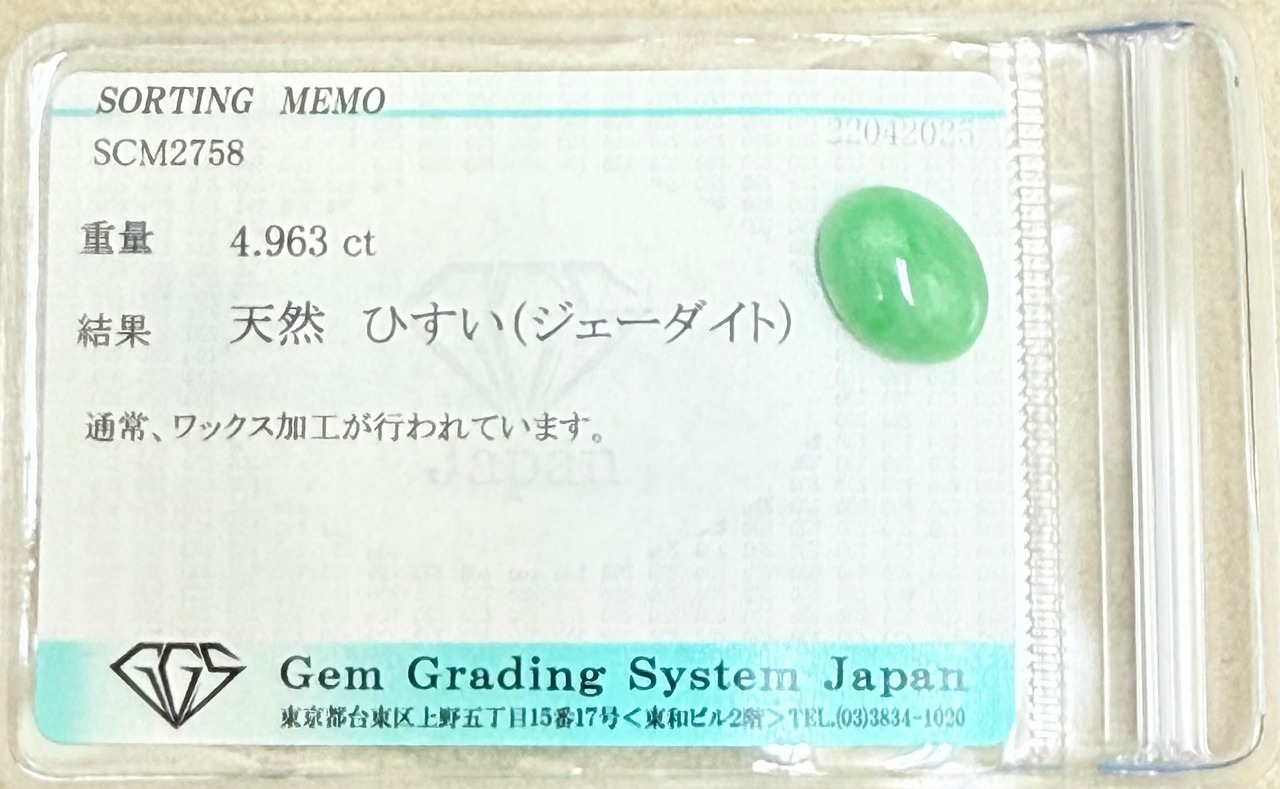 SORTING MEMO
22042025
SCM2758
重量 4.963 ct
結果 天然 ひすい(ジェーダイト)
通常、ワックス加工が行われています。
GGS
Gem Grading System Japan
東京都台東区上野五丁目15番17号<東和ビル2階>TEL.(03)3834-1020